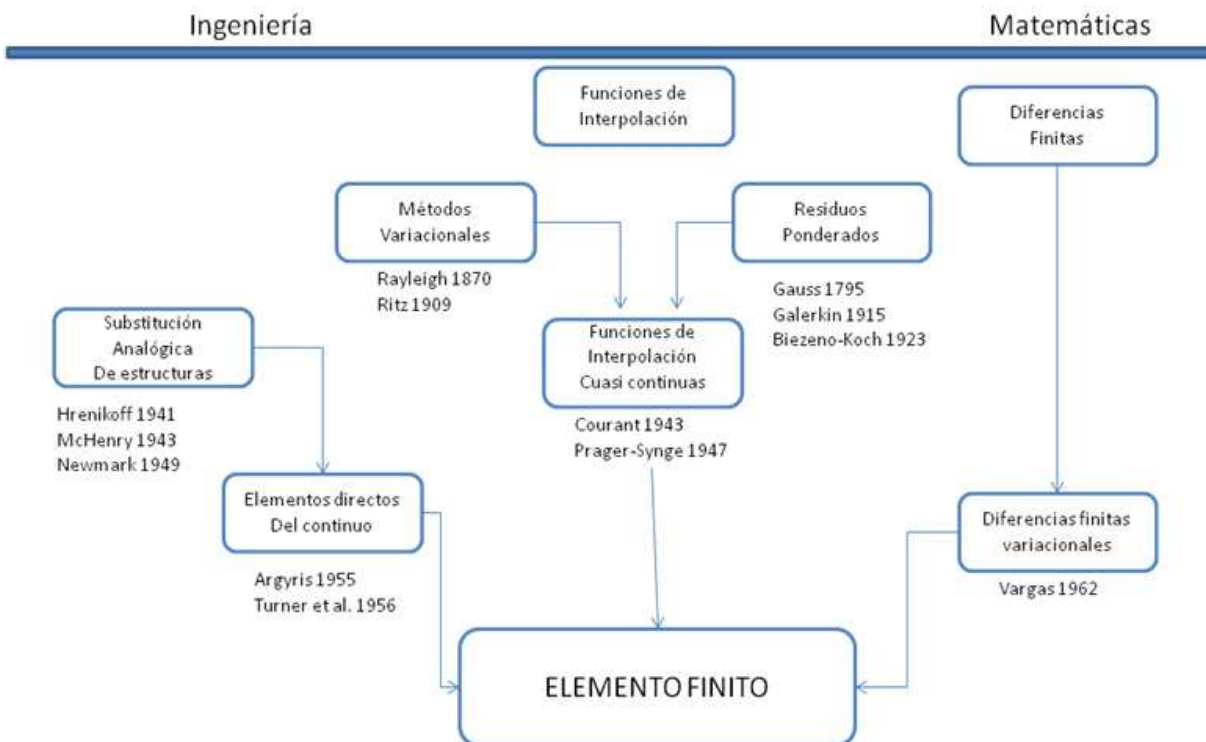 Ingeniería
Matemáticas
Funciones de
Interpolación
Diferencias
Finitas
Métodos
Variacionales
Rayleigh 1870
Ritz 1909
Residuos
Ponderados
Gauss 1795
Galerkin 1915
Biezeno-Koch 1923
Substitución
Analógica
De estructuras
Hrenikoff 1941
McHenry 1943
Newmark 1949
Funciones de
Interpolación
Cuasi continuas
Courant 1943
Prager-Synge 1947
Elementos directos
Del continuo
Argyris 1955
Turner et al. 1956
Diferencias finitas
variacionales
Vargas 1962
ELEMENTO FINITO